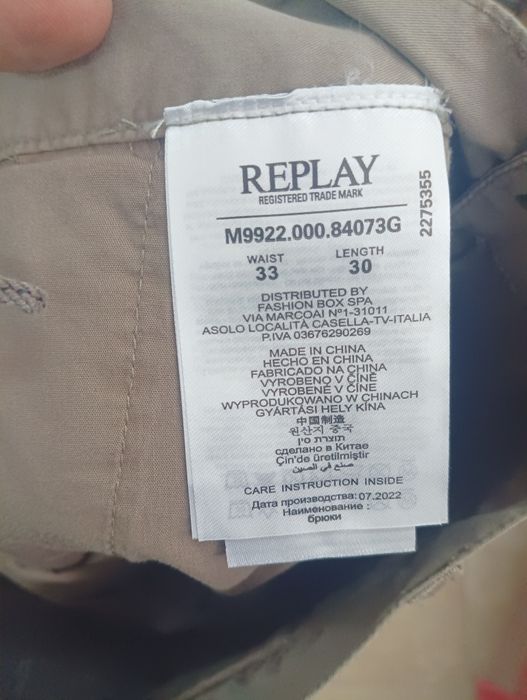 REPLAY
REGISTERED TRADE MARK
M9922.000.84073G
2275355
WAIST LENGTH
33 30
DISTRIBUTED BY
FASHION BOX SPA
VIA MARCOAI Nº1-31011
ASOLO LOCALITÀ CASELLA-TV-ITALIA
P.IVA 03676290269
MADE IN CHINA
HECHO EN CHINA
FABRICADO NA CHINA
VYROBENO V ČÍNĚ
VYROBENÉ V ČÍNE
WYPRODUKOWANO W CHINACH
GYÁRTÁSI HELY KÍNA
中国制造
원산지 중국
תוצרת סין
сделано в Китае
Çin'de üretilmiştir
صنع في الصين
CARE INSTRUCTION INSIDE
Дата производства: 07.2022
Наименование :
брюки